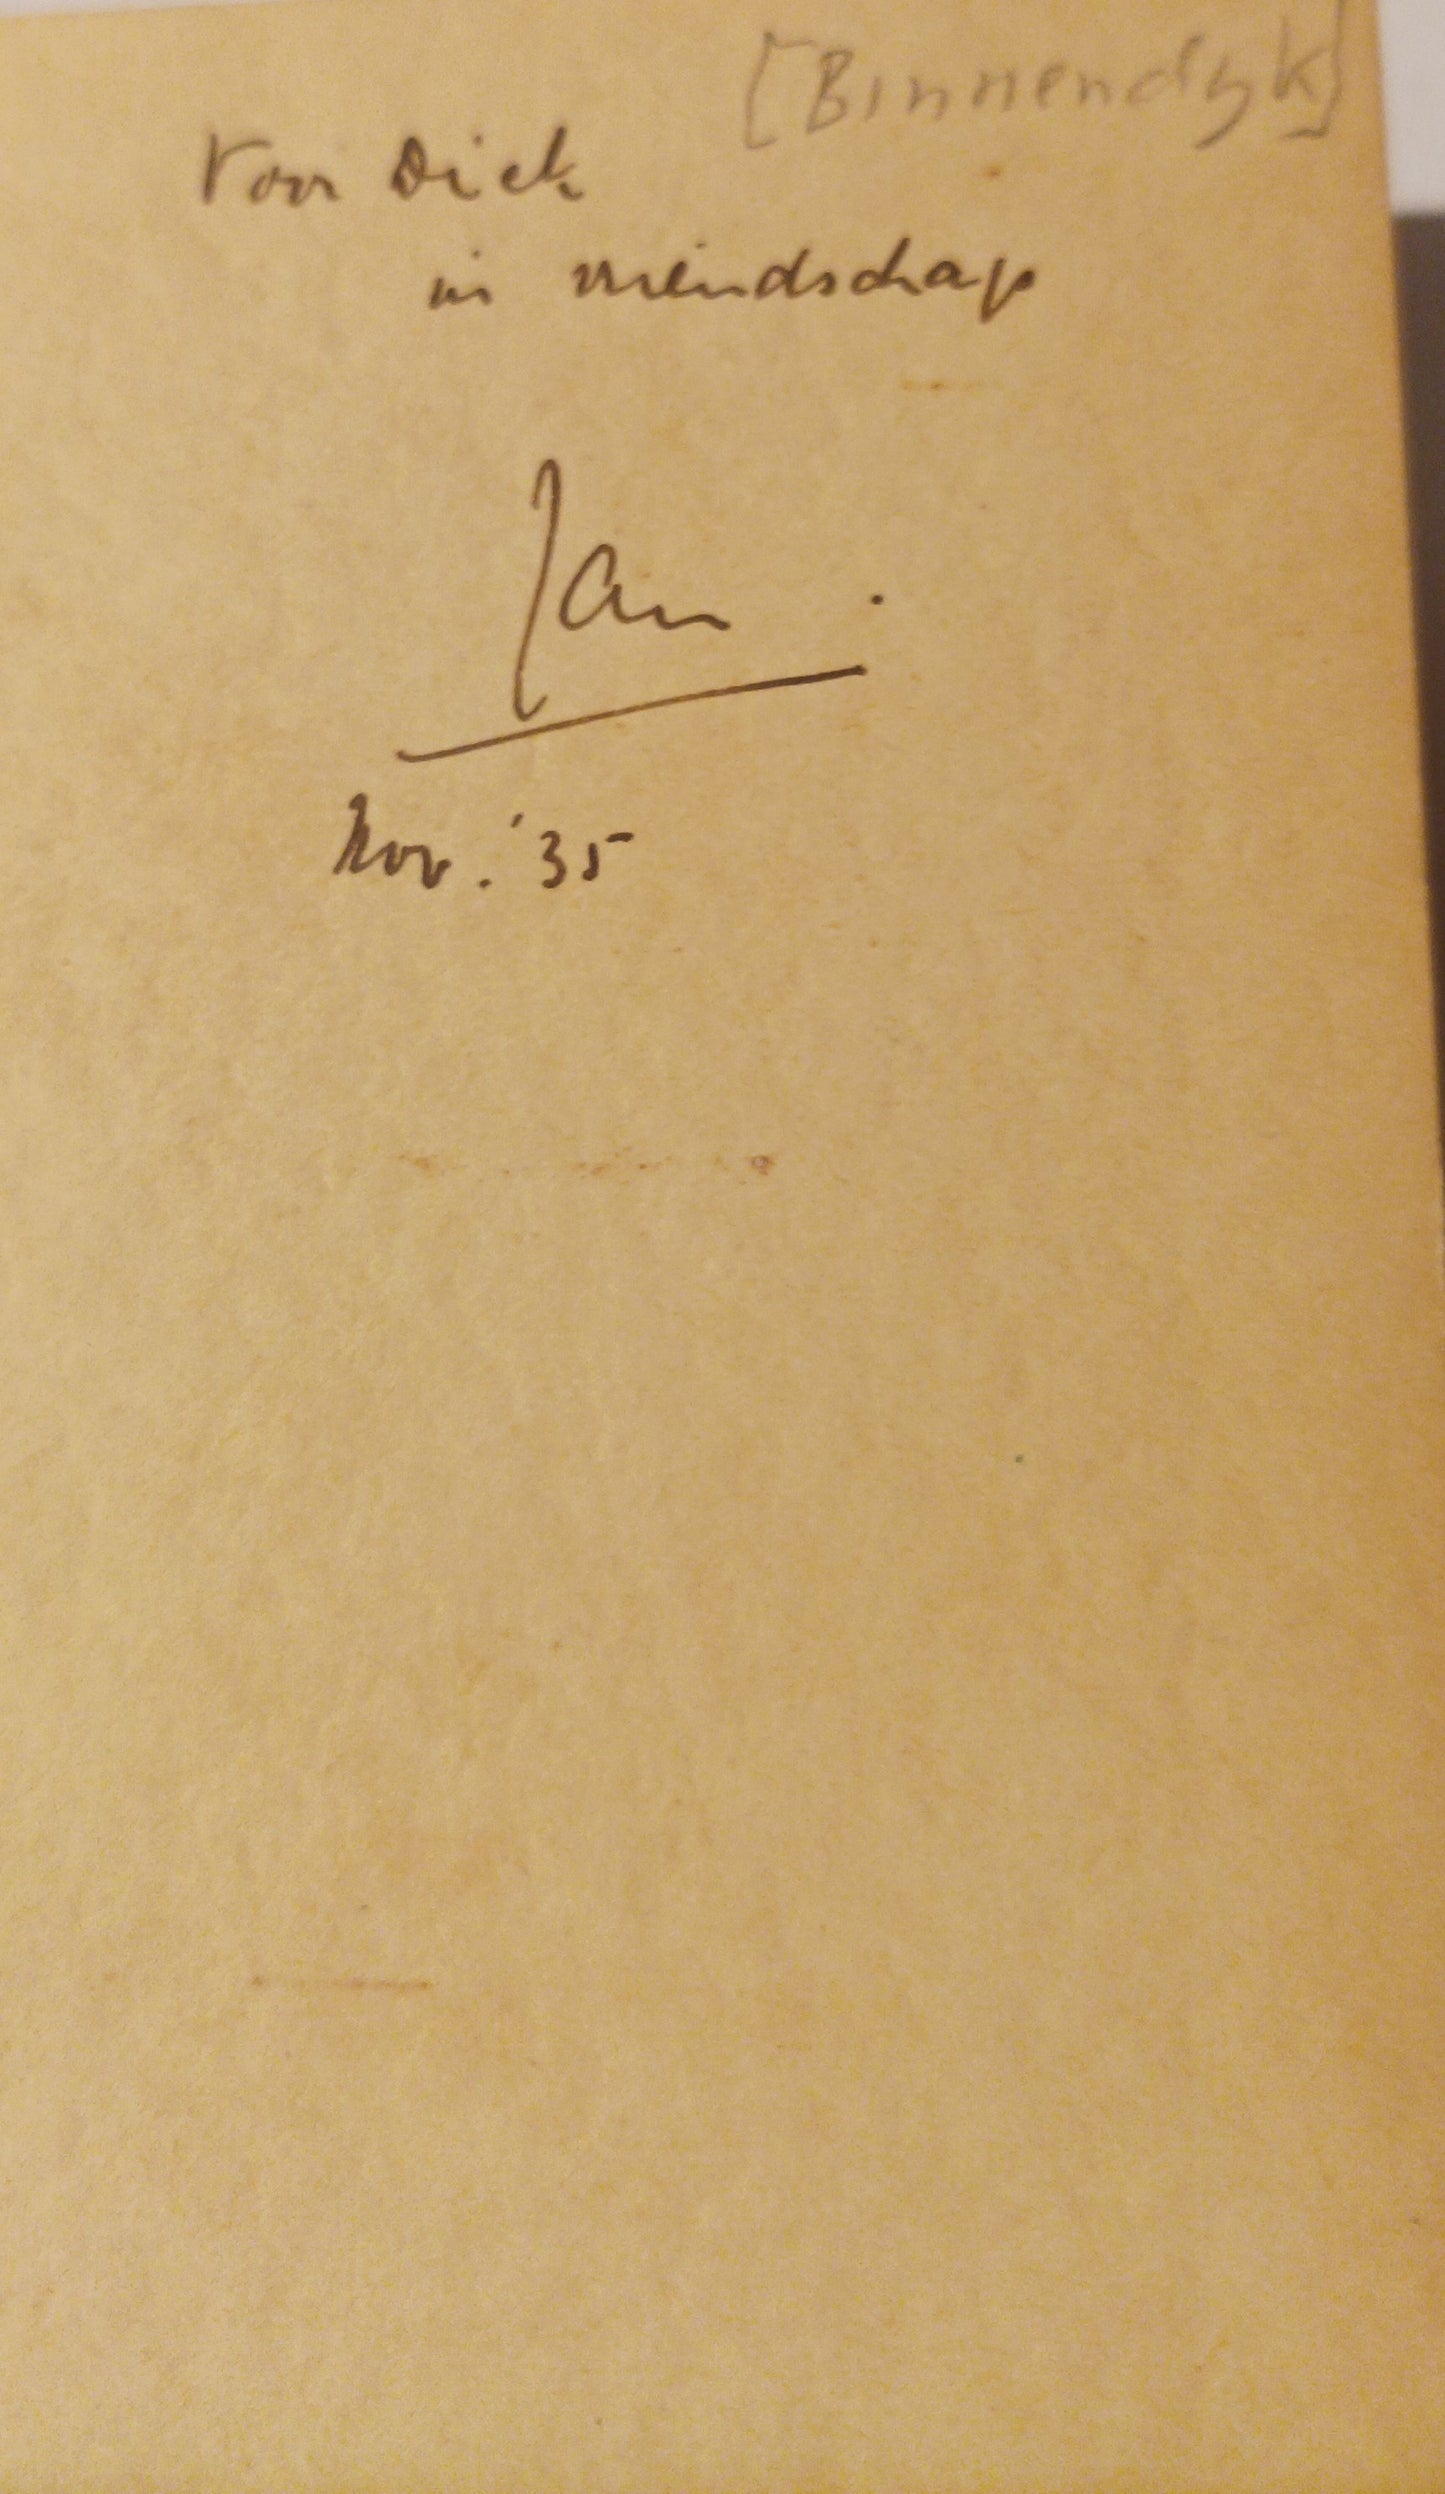 [Binnendyk]
Voor Dick
in vriendschap
Jan
Nov. '35